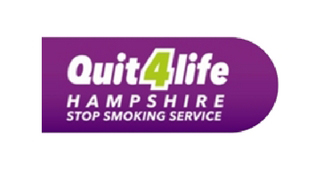 Quit4life
HAMPSHIRE
STOP SMOKING SERVICE